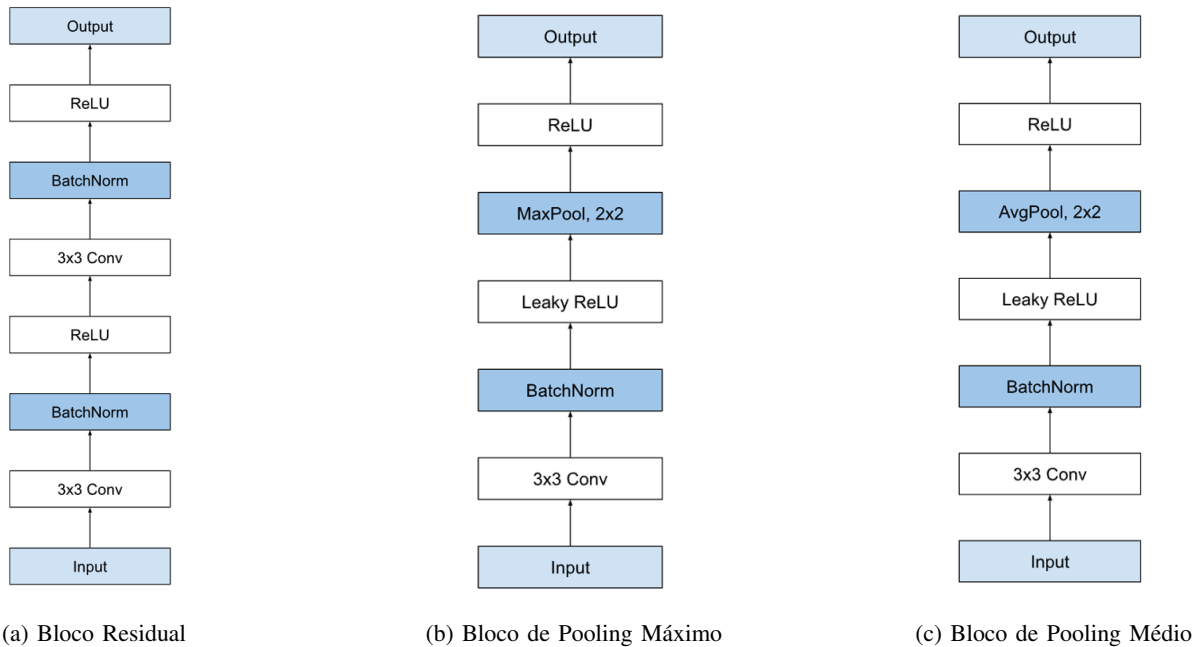 Output
ReLU
BatchNorm
3x3 Conv
ReLU
BatchNorm
3x3 Conv
Input
(a) Bloco Residual
Output
ReLU
MaxPool, 2x2
Leaky ReLU
BatchNorm
3x3 Conv
Input
(b) Bloco de Pooling Máximo
Output
ReLU
AvgPool, 2x2
Leaky ReLU
BatchNorm
3x3 Conv
Input
(c) Bloco de Pooling Médio